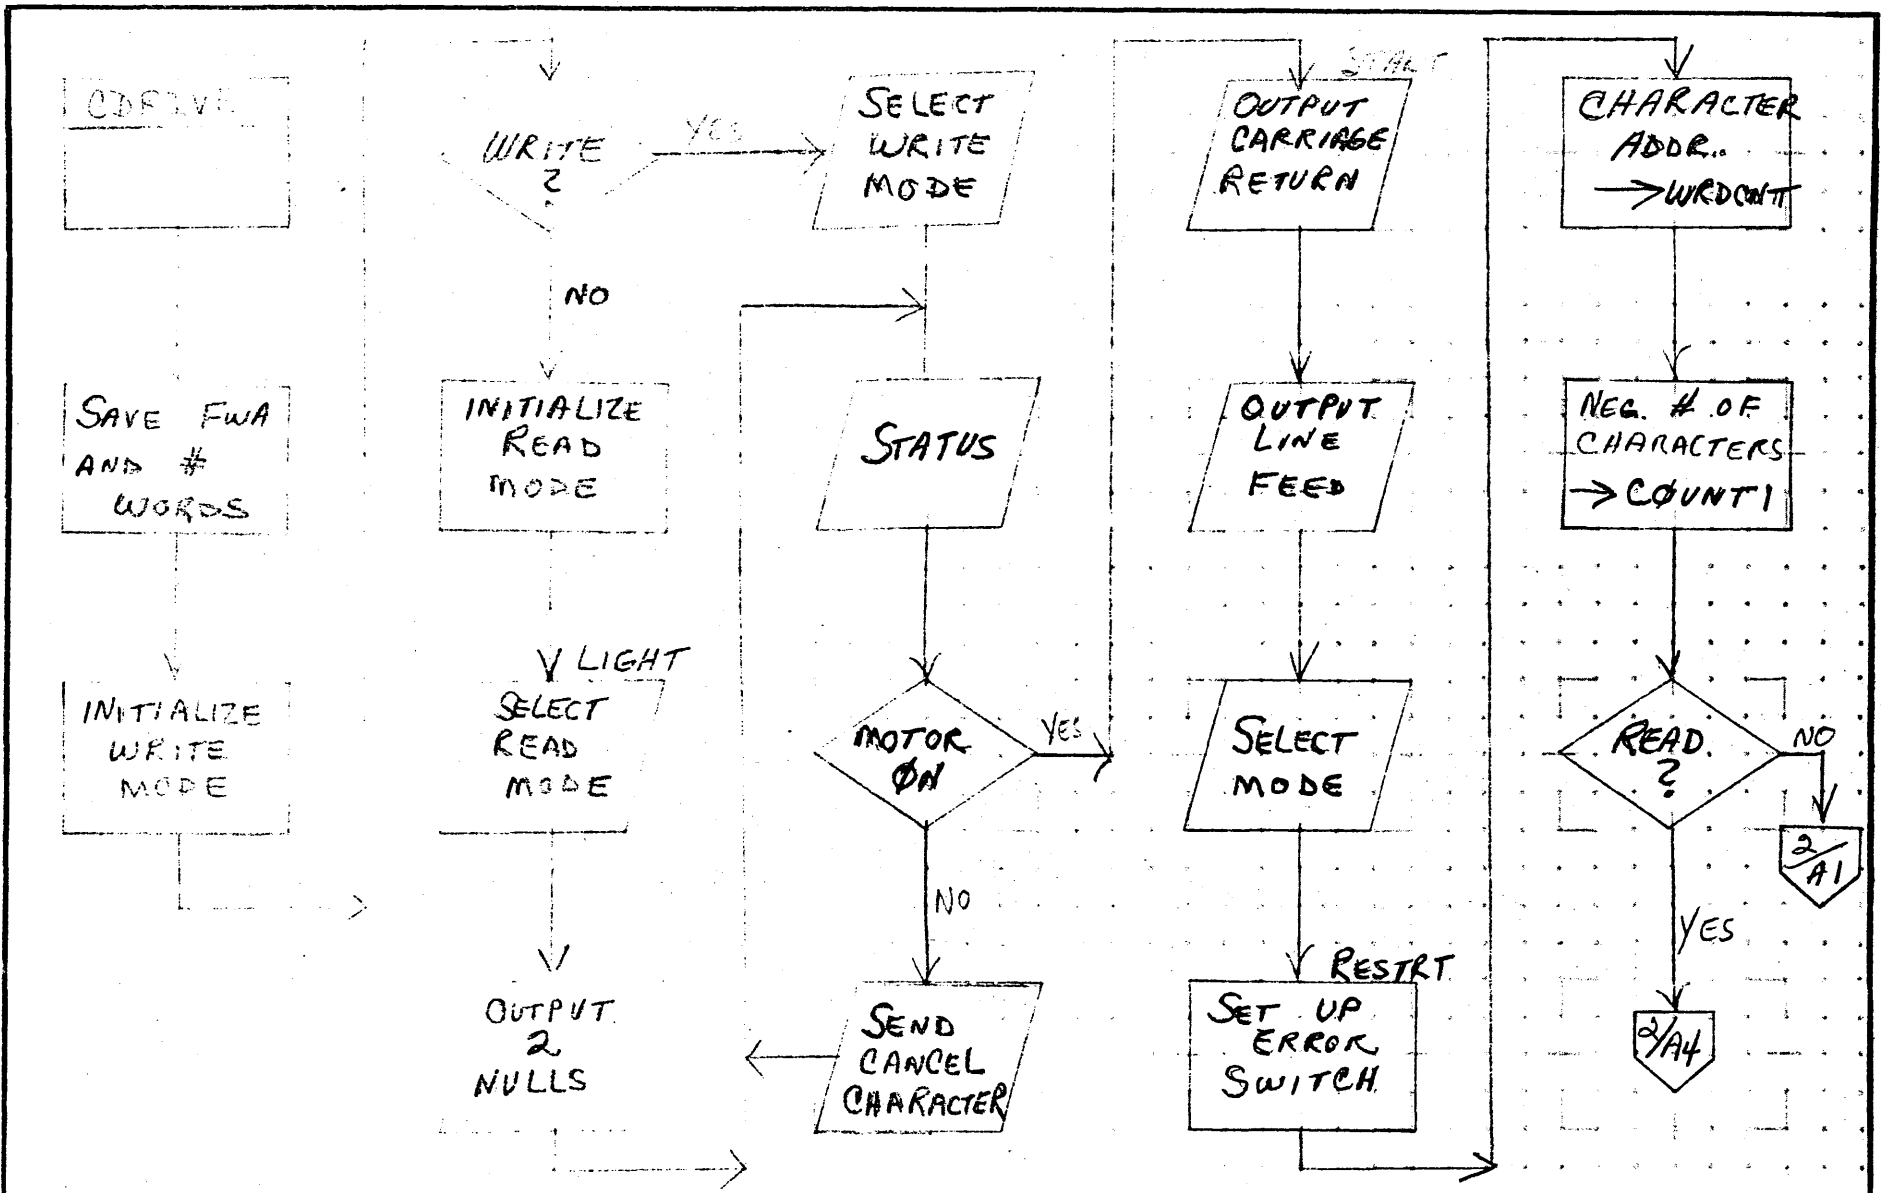 CDRIVE
SAVE FWA
AND #
WORDS
INITIALIZE
WRITE
MODE
WRITE
?
YES
NO
INITIALIZE
READ
MODE
LIGHT
SELECT
READ
MODE
OUTPUT
2
NULLS
SELECT
WRITE
MODE
STATUS
MOTOR
ØN
YES
NO
SEND
CANCEL
CHARACTER
START
OUTPUT
CARRIAGE
RETURN
OUTPUT
LINE
FEED
SELECT
MODE
RESTRT
SET UP
ERROR
SWITCH
CHARACTER
ADDR.
→ WRDCNT
NEG. # OF
CHARACTERS
→ CØUNT1
READ
?
NO
2/A1
YES
2/A4